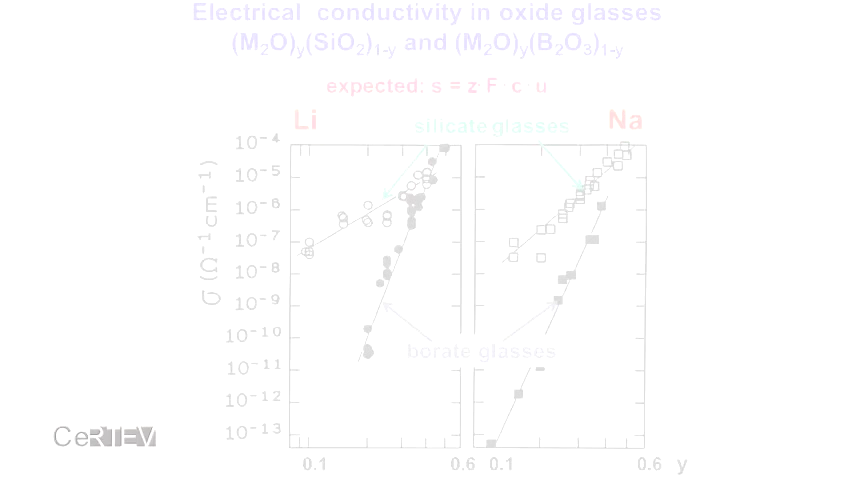 Electrical conductivity in oxide glasses
(M₂O)y(SiO₂)₁₋y and (M₂O)y(B₂O₃)₁₋y
expected: s = z· F · c · u
Li
silicate glasses
Na
σ (Ω⁻¹cm⁻¹)
10⁻⁴
10⁻⁵
10⁻⁶
10⁻⁷
10⁻⁸
10⁻⁹
10⁻¹⁰
10⁻¹¹
10⁻¹²
10⁻¹³
borate glasses
CeRTEV
0.1 0.6 0.1 0.6 y